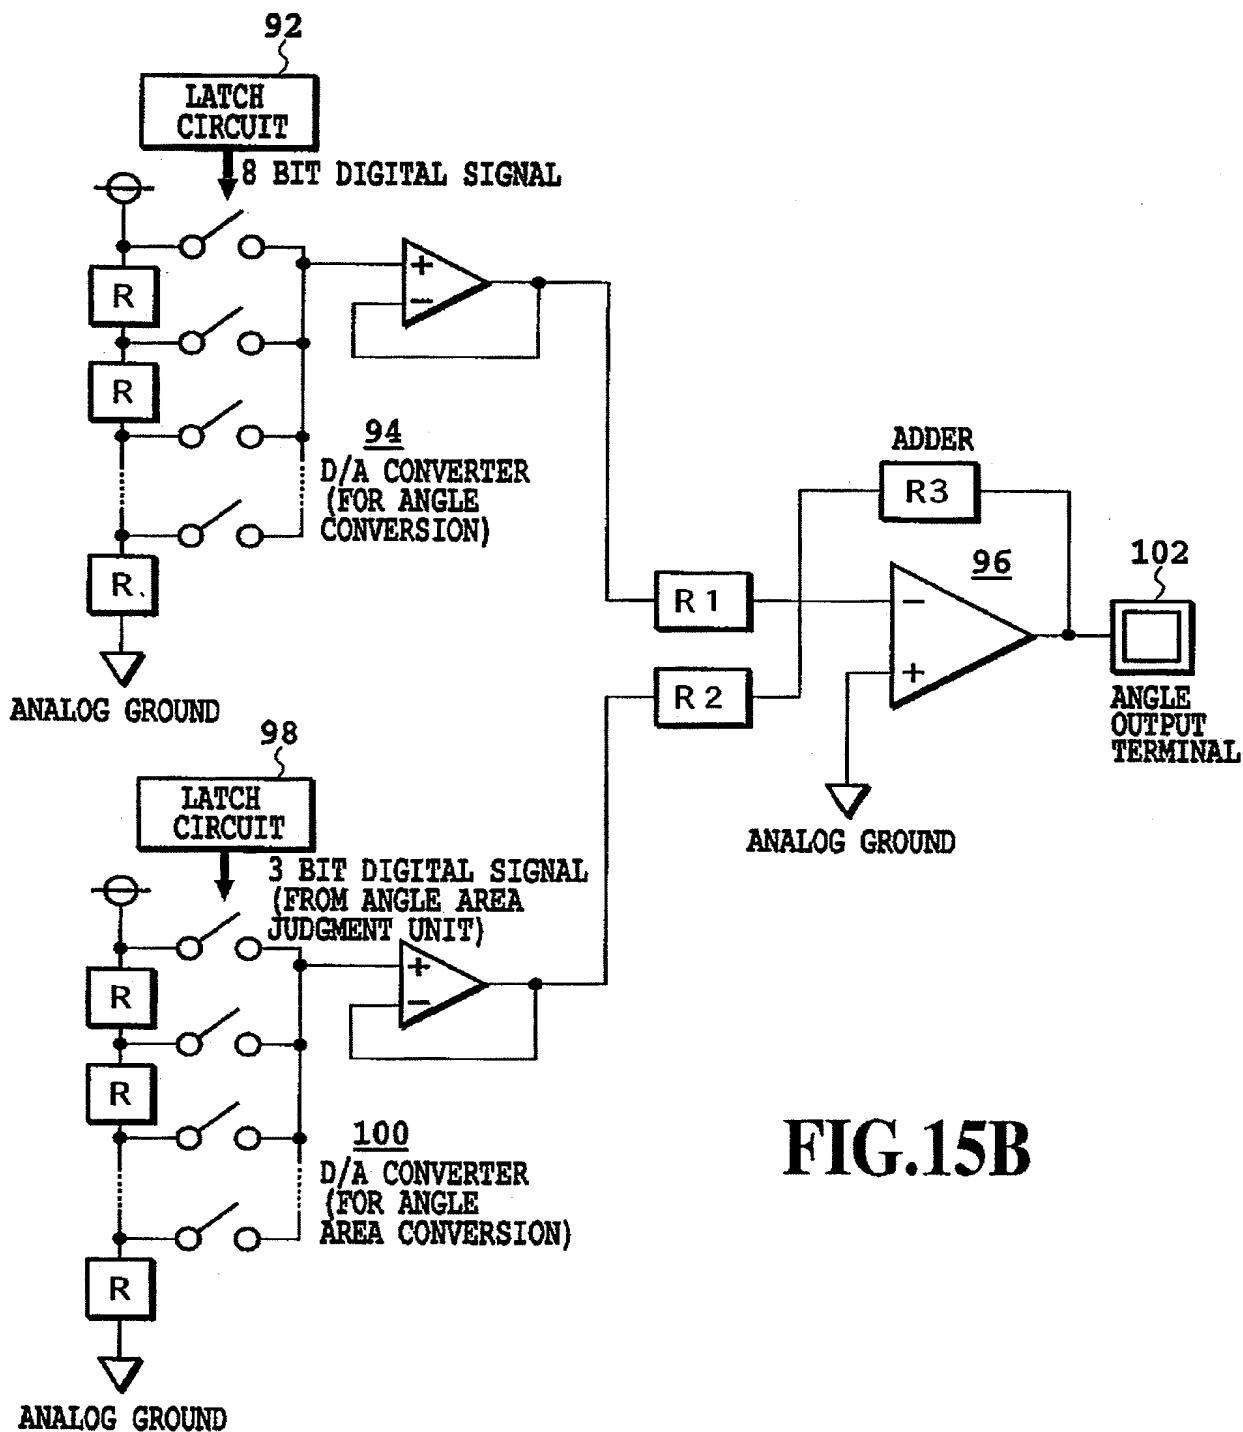 92
LATCH
CIRCUIT
8 BIT DIGITAL SIGNAL
R
R
R
+
−
94
D/A CONVERTER
(FOR ANGLE
CONVERSION)
ANALOG GROUND
ADDER
R3
96
R1
R2
−
+
ANALOG GROUND
102
ANGLE
OUTPUT
TERMINAL
98
LATCH
CIRCUIT
3 BIT DIGITAL SIGNAL
(FROM ANGLE AREA
JUDGMENT UNIT)
R
R
R
+
−
100
D/A CONVERTER
(FOR ANGLE
AREA CONVERSION)
ANALOG GROUND
FIG.15B